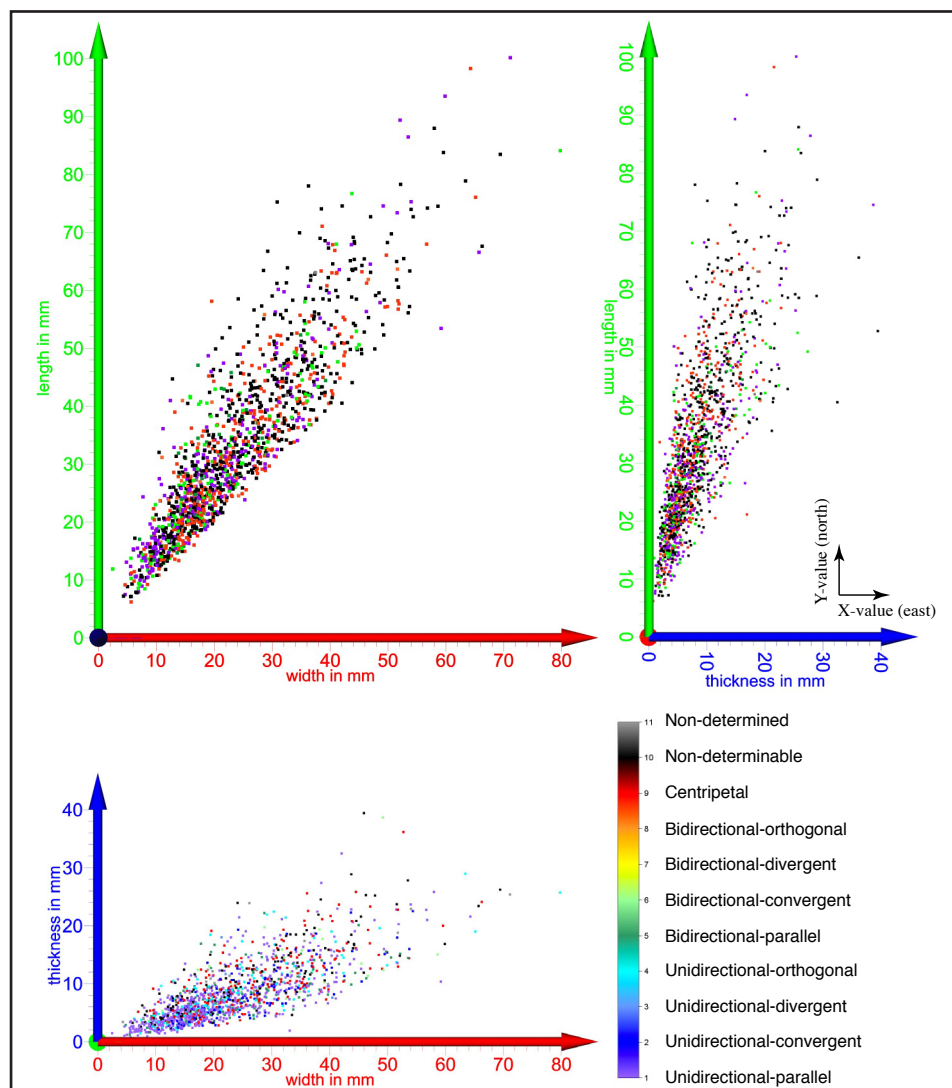 100
90
80
70
60
50
40
30
20
10
0
length in mm
0 10 20 30 40 50 60 70 80
width in mm
100
90
80
70
60
50
40
30
20
10
0
length in mm
0 10 20 30 40
thickness in mm
Y-value (north)
X-value (east)
40
30
20
10
0
thickness in mm
0 10 20 30 40 50 60 70 80
width in mm
11 Non-determined
10 Non-determinable
9 Centripetal
8 Bidirectional-orthogonal
7 Bidirectional-divergent
6 Bidirectional-convergent
5 Bidirectional-parallel
4 Unidirectional-orthogonal
3 Unidirectional-divergent
2 Unidirectional-convergent
1 Unidirectional-parallel